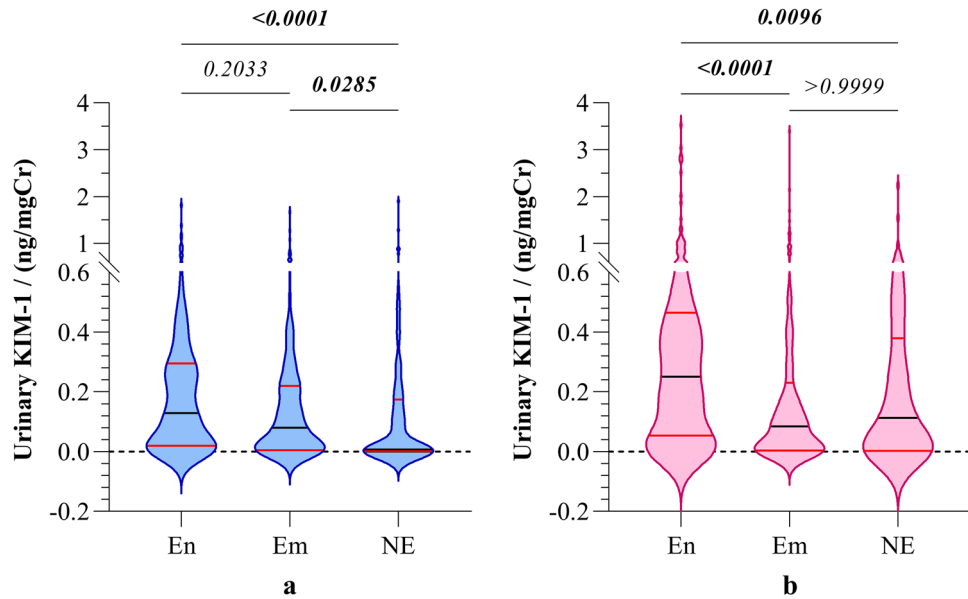 <0.0001
0.2033
0.0285
Urinary KIM-1 / (ng/mgCr)
4
3
2
1
0.6
0.4
0.2
0.0
-0.2
En
Em
NE
a
0.0096
<0.0001
>0.9999
Urinary KIM-1 / (ng/mgCr)
4
3
2
1
0.6
0.4
0.2
0.0
-0.2
En
Em
NE
b